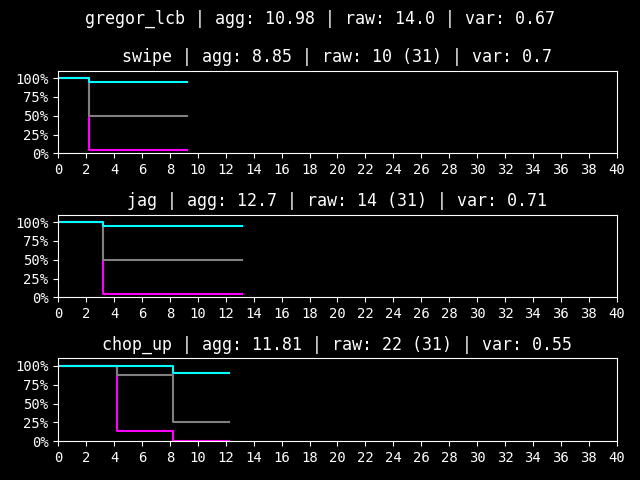 gregor_lcb | agg: 10.98 | raw: 14.0 | var: 0.67
swipe | agg: 8.85 | raw: 10 (31) | var: 0.7
100%
75%
50%
25%
0%
0 2 4 6 8 10 12 14 16 18 20 22 24 26 28 30 32 34 36 38 40
jag | agg: 12.7 | raw: 14 (31) | var: 0.71
100%
75%
50%
25%
0%
0 2 4 6 8 10 12 14 16 18 20 22 24 26 28 30 32 34 36 38 40
chop_up | agg: 11.81 | raw: 22 (31) | var: 0.55
100%
75%
50%
25%
0%
0 2 4 6 8 10 12 14 16 18 20 22 24 26 28 30 32 34 36 38 40